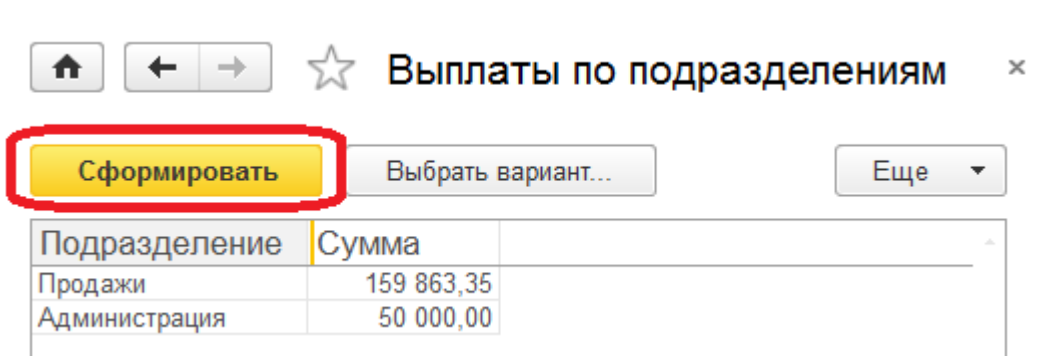 Выплаты по подразделениям
Сформировать Выбрать вариант... Еще
Подразделение Сумма
Продажи 159 863,35
Администрация 50 000,00